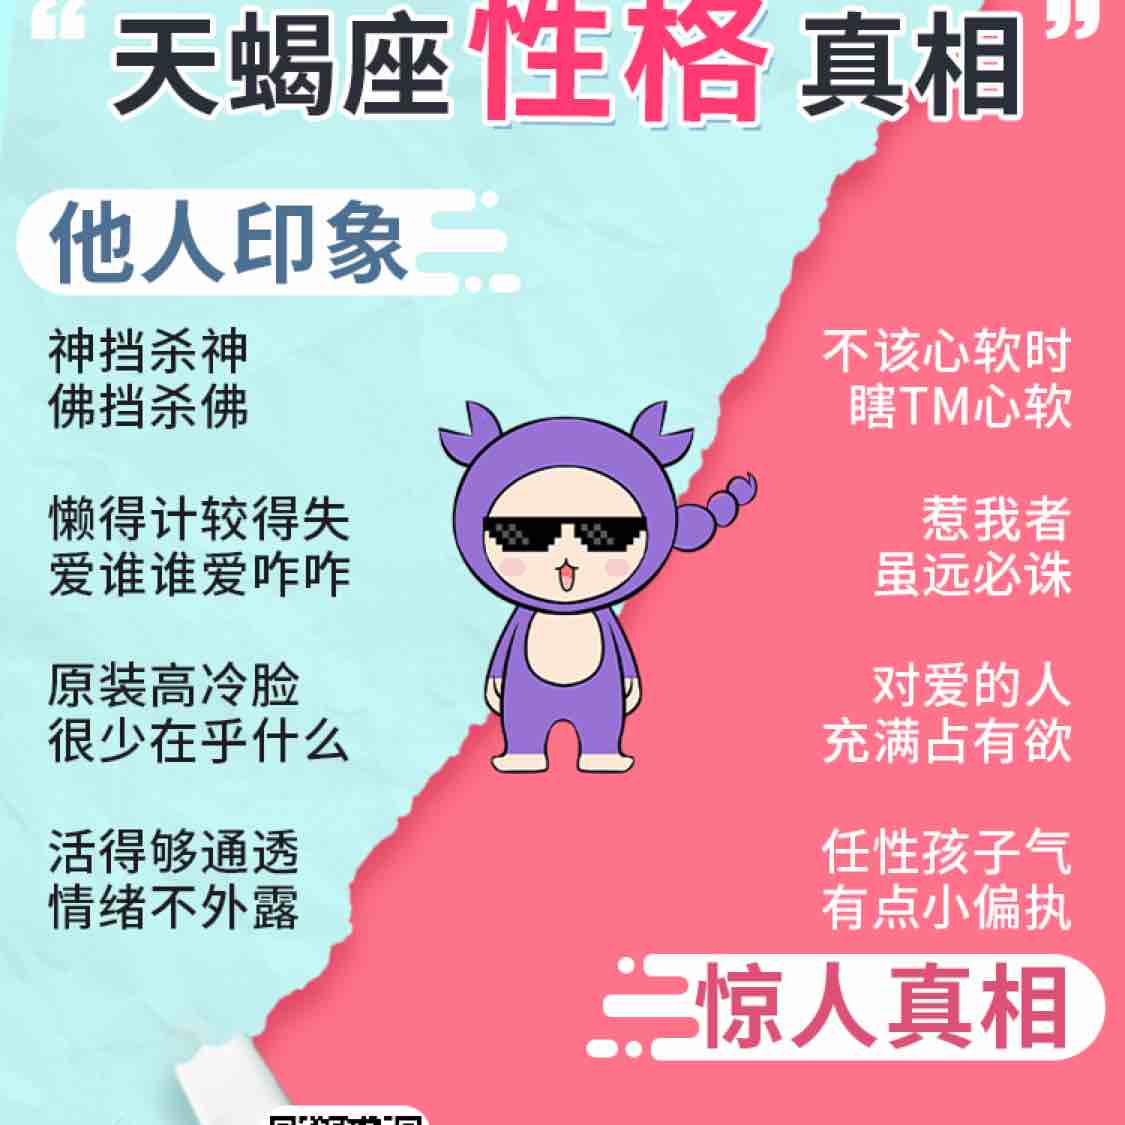 “天蝎座性格真相”
他人印象
神挡杀神
佛挡杀佛
懒得计较得失
爱谁谁爱咋咋
原装高冷脸
很少在乎什么
活得够通透
情绪不外露
不该心软时
瞎TM心软
惹我者
虽远必诛
对爱的人
充满占有欲
任性孩子气
有点小偏执
惊人真相